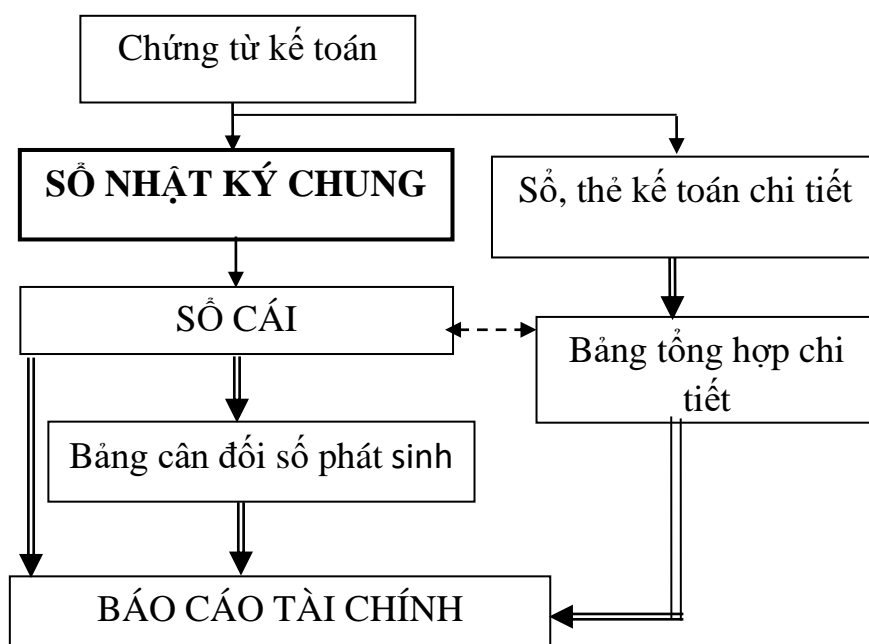 Chứng từ kế toán
SỔ NHẬT KÝ CHUNG
Sổ, thẻ kế toán chi tiết
SỔ CÁI
Bảng tổng hợp chi
tiết
Bảng cân đối số phát sinh
BÁO CÁO TÀI CHÍNH